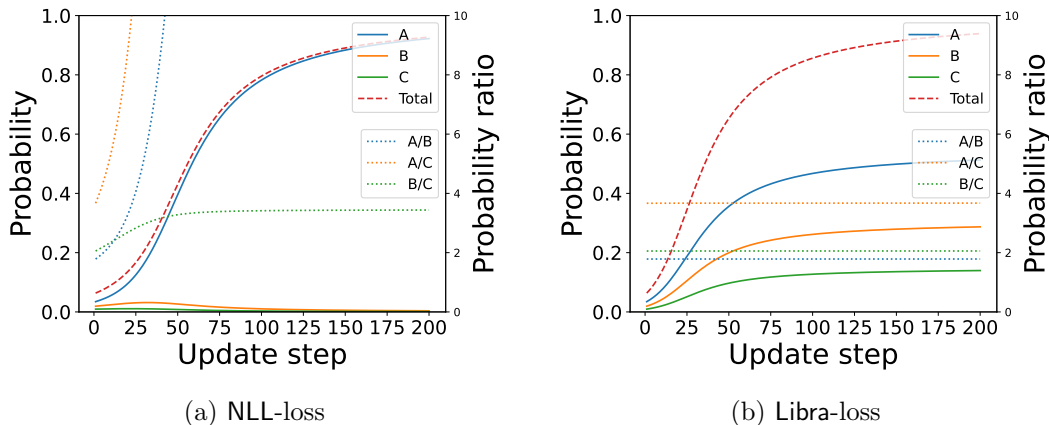 1.0
0.8
0.6
0.4
0.2
0.0
Probability
0 25 50 75 100 125 150 175 200
Update step
10
8
6
4
2
0
Probability ratio
A
B
C
Total
A/B
A/C
B/C
(a) NLL-loss
1.0
0.8
0.6
0.4
0.2
0.0
Probability
0 25 50 75 100 125 150 175 200
Update step
10
8
6
4
2
0
Probability ratio
A
B
C
Total
A/B
A/C
B/C
(b) Libra-loss